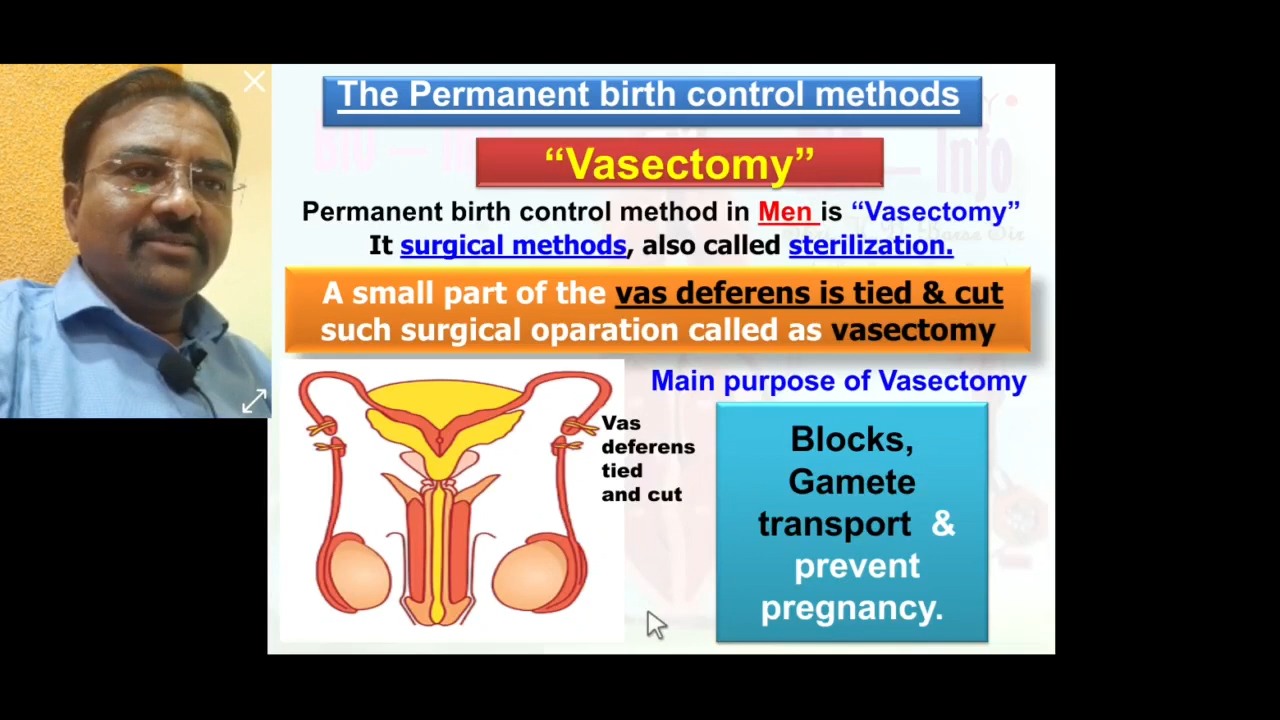 The Permanent birth control methods
“Vasectomy”
Permanent birth control method in Men is “Vasectomy”
It surgical methods, also called sterilization.
A small part of the vas deferens is tied & cut
such surgical oparation called as vasectomy
Main purpose of Vasectomy
Vas
deferens
tied
and cut
Blocks,
Gamete
transport &
prevent
pregnancy.
Info